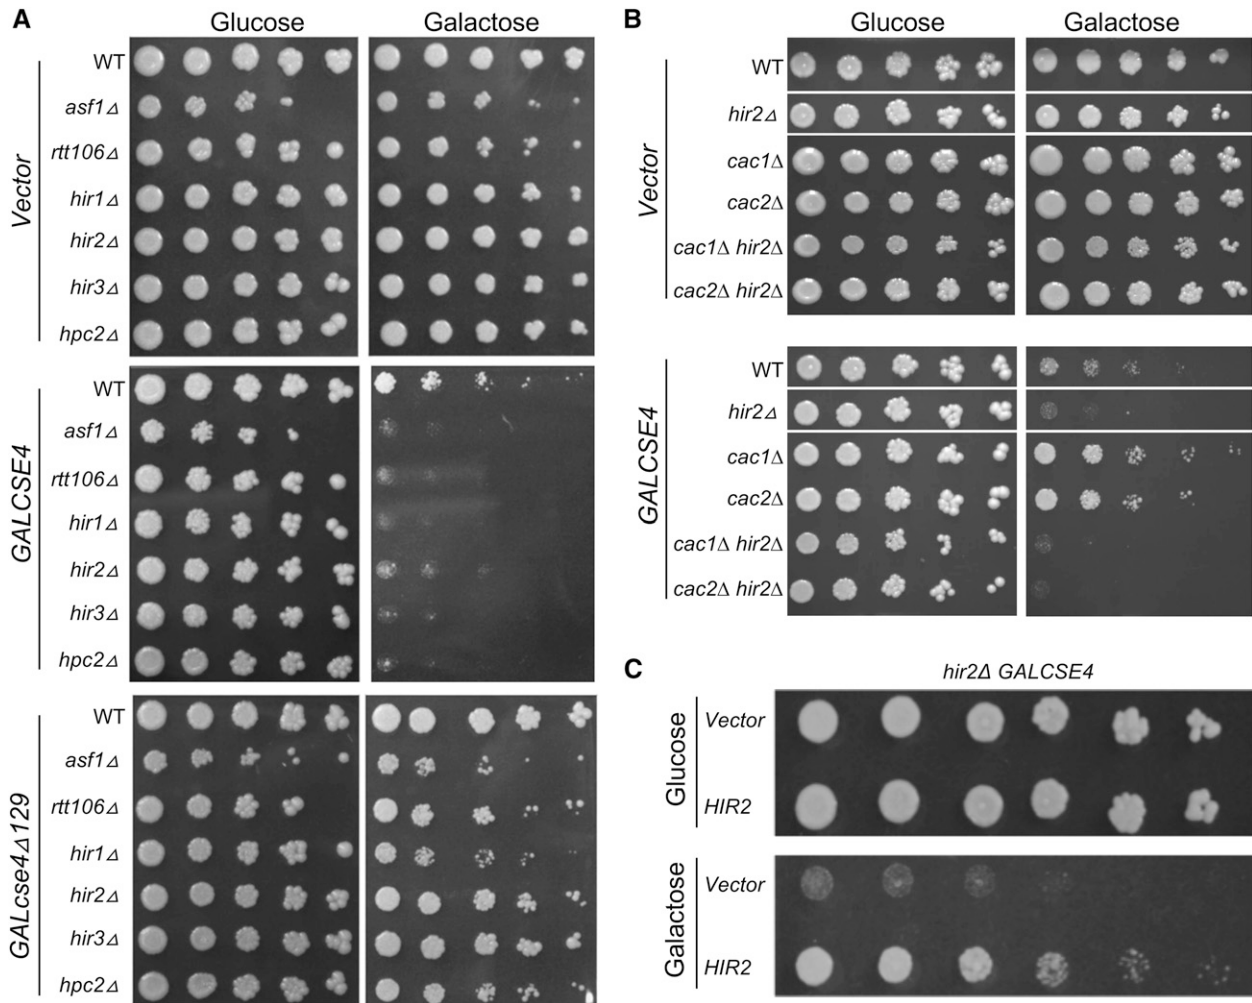 A
Glucose Galactose
Vector
WT
asf1Δ
rtt106Δ
hir1Δ
hir2Δ
hir3Δ
hpc2Δ
GALCSE4
WT
asf1Δ
rtt106Δ
hir1Δ
hir2Δ
hir3Δ
hpc2Δ
GALcse4Δ129
WT
asf1Δ
rtt106Δ
hir1Δ
hir2Δ
hir3Δ
hpc2Δ
B
Glucose Galactose
Vector
WT
hir2Δ
cac1Δ
cac2Δ
cac1Δ hir2Δ
cac2Δ hir2Δ
GALCSE4
WT
hir2Δ
cac1Δ
cac2Δ
cac1Δ hir2Δ
cac2Δ hir2Δ
C
hir2Δ GALCSE4
Glucose
Vector
HIR2
Galactose
Vector
HIR2